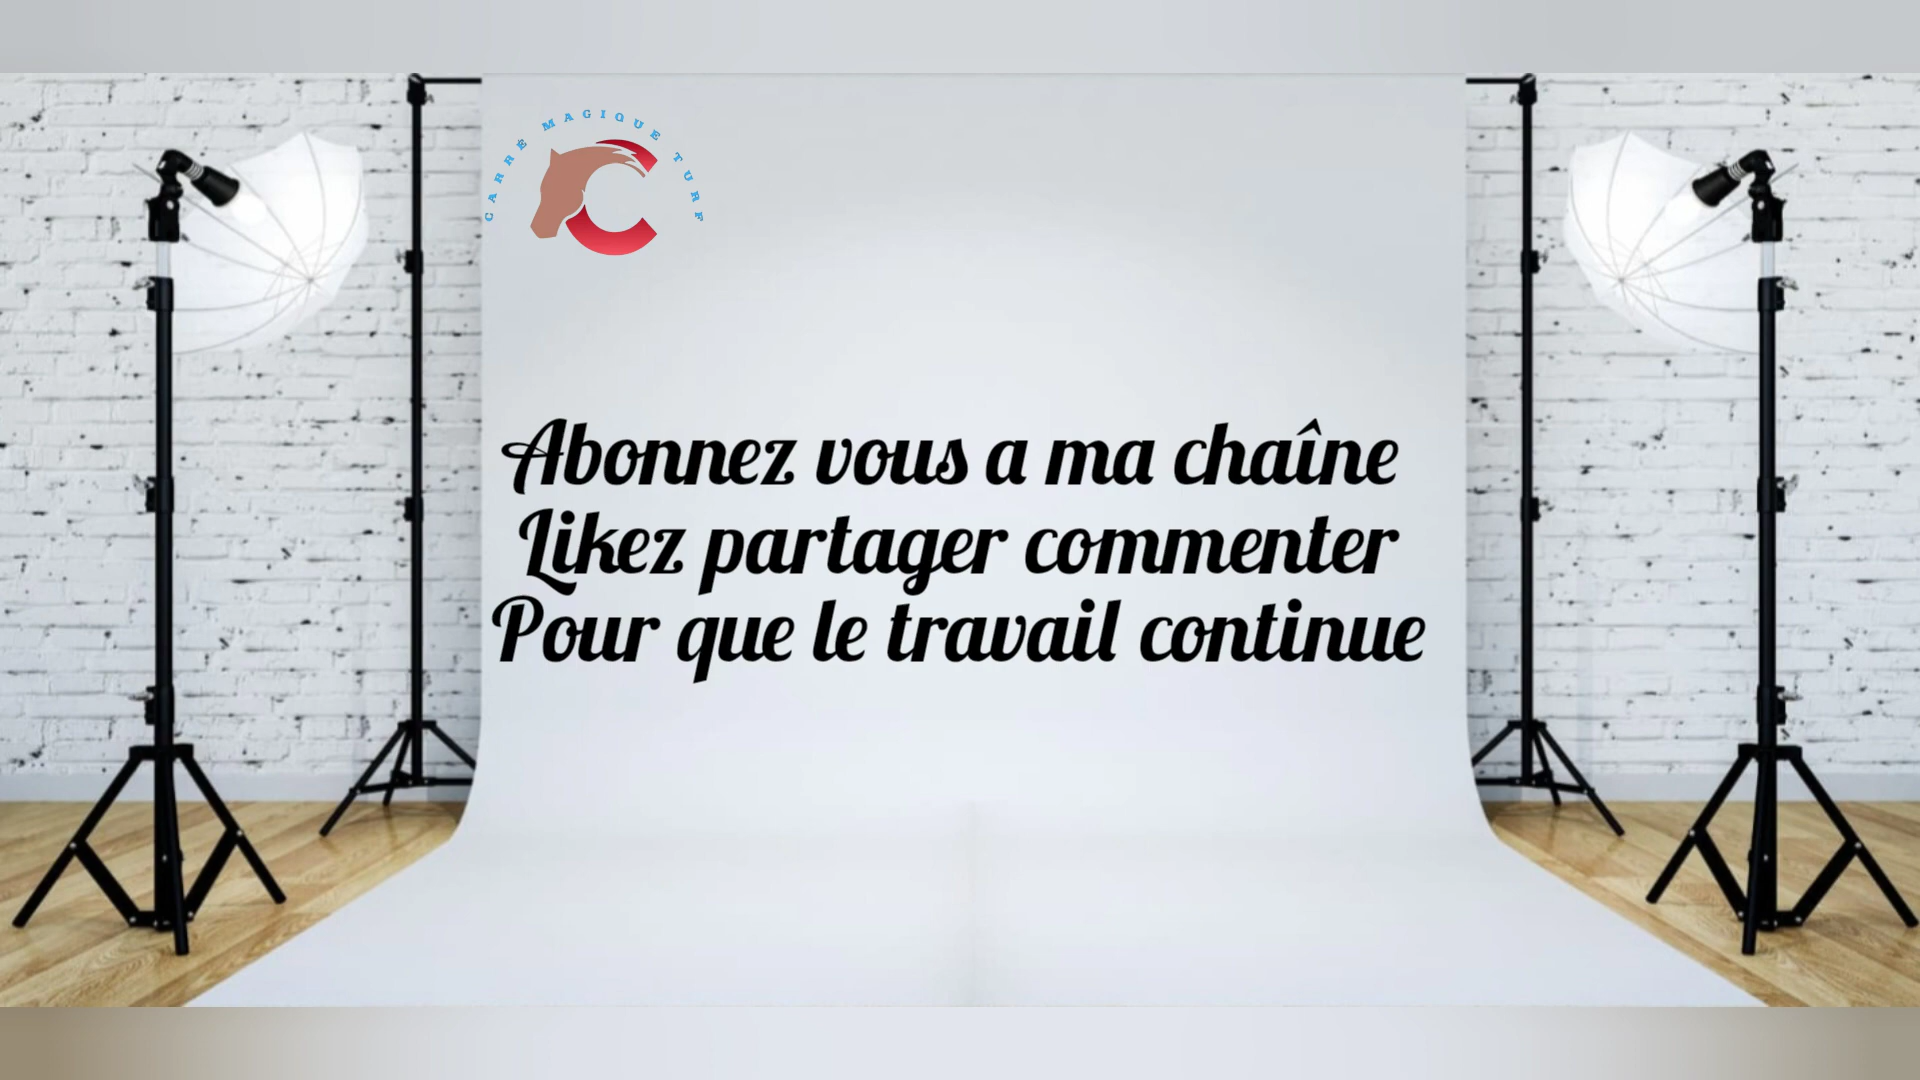 CARRÉ MAGIQUE TURF
Abonnez vous a ma chaîne
Likez partager commenter
Pour que le travail continue